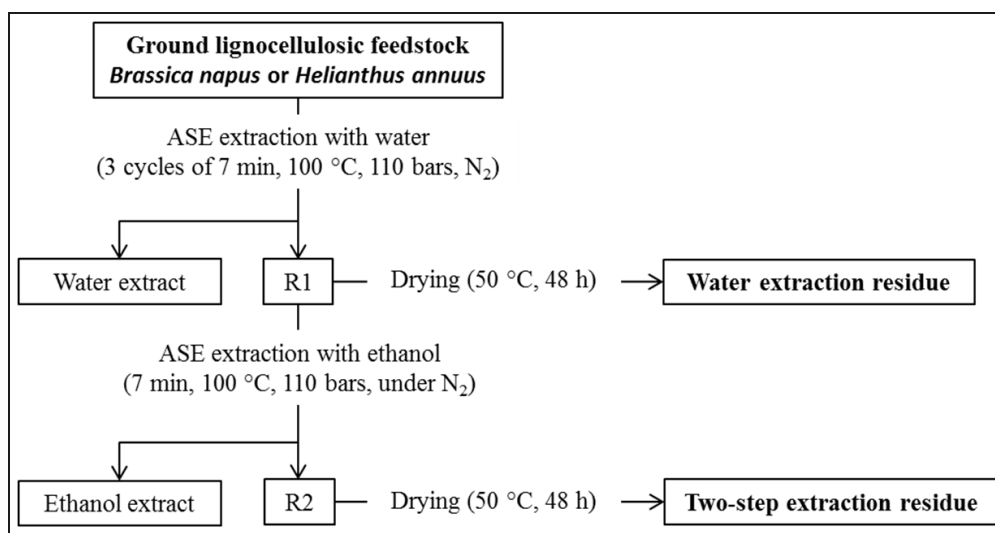 Ground lignocellulosic feedstock
Brassica napus or Helianthus annuus
ASE extraction with water
(3 cycles of 7 min, 100 °C, 110 bars, N₂)
Water extract
R1
Drying (50 °C, 48 h)
Water extraction residue
ASE extraction with ethanol
(7 min, 100 °C, 110 bars, under N₂)
Ethanol extract
R2
Drying (50 °C, 48 h)
Two-step extraction residue